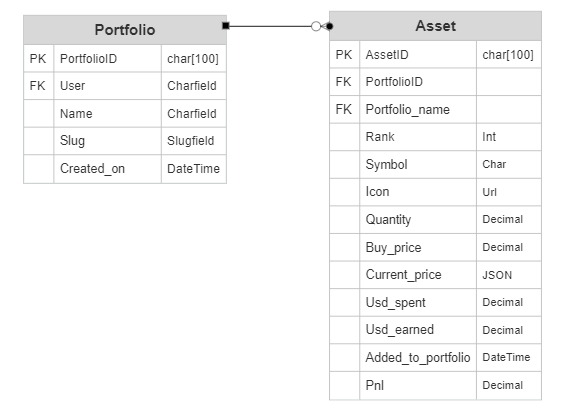 Portfolio
PK PortfolioID char[100]
FK User Charfield
Name Charfield
Slug Slugfield
Created_on DateTime
Asset
PK AssetID char[100]
FK PortfolioID
FK Portfolio_name
Rank Int
Symbol Char
Icon Url
Quantity Decimal
Buy_price Decimal
Current_price JSON
Usd_spent Decimal
Usd_earned Decimal
Added_to_portfolio DateTime
Pnl Decimal